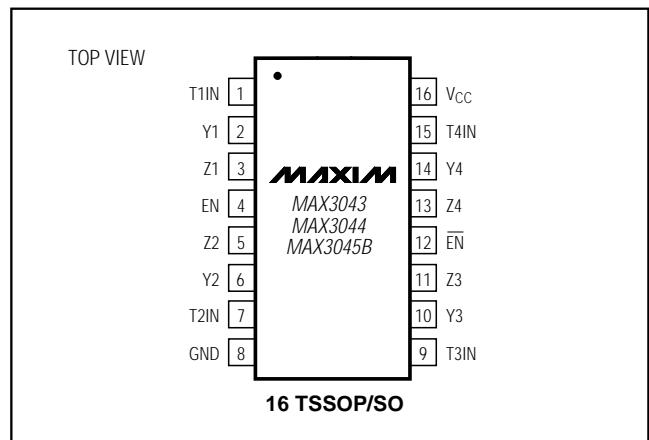 TOP VIEW
T1IN 1
Y1 2
Z1 3
EN 4
Z2 5
Y2 6
T2IN 7
GND 8
MAXIM
MAX3043
MAX3044
MAX3045B
16 VCC
15 T4IN
14 Y4
13 Z4
12 E̅N̅
11 Z3
10 Y3
9 T3IN
16 TSSOP/SO